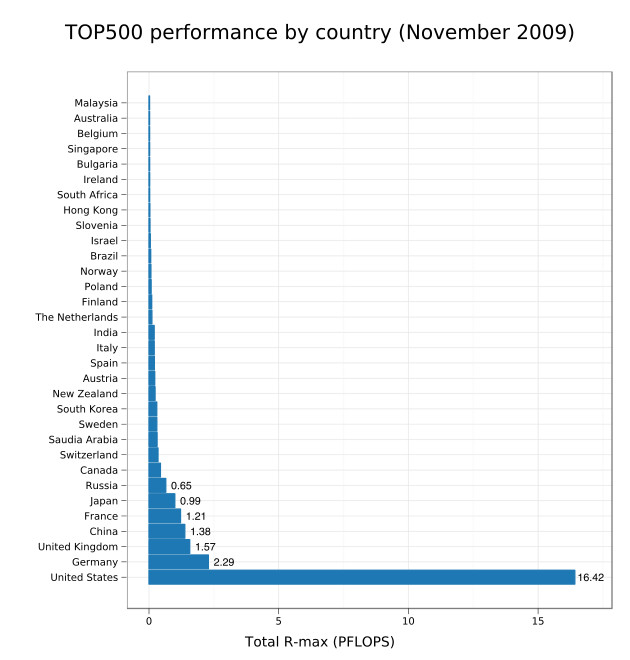 TOP500 performance by country (November 2009)
Malaysia
Australia
Belgium
Singapore
Bulgaria
Ireland
South Africa
Hong Kong
Slovenia
Israel
Brazil
Norway
Poland
Finland
The Netherlands
India
Italy
Spain
Austria
New Zealand
South Korea
Sweden
Saudia Arabia
Switzerland
Canada
Russia 0.65
Japan 0.99
France 1.21
China 1.38
United Kingdom 1.57
Germany 2.29
United States 16.42
0 5 10 15
Total R-max (PFLOPS)